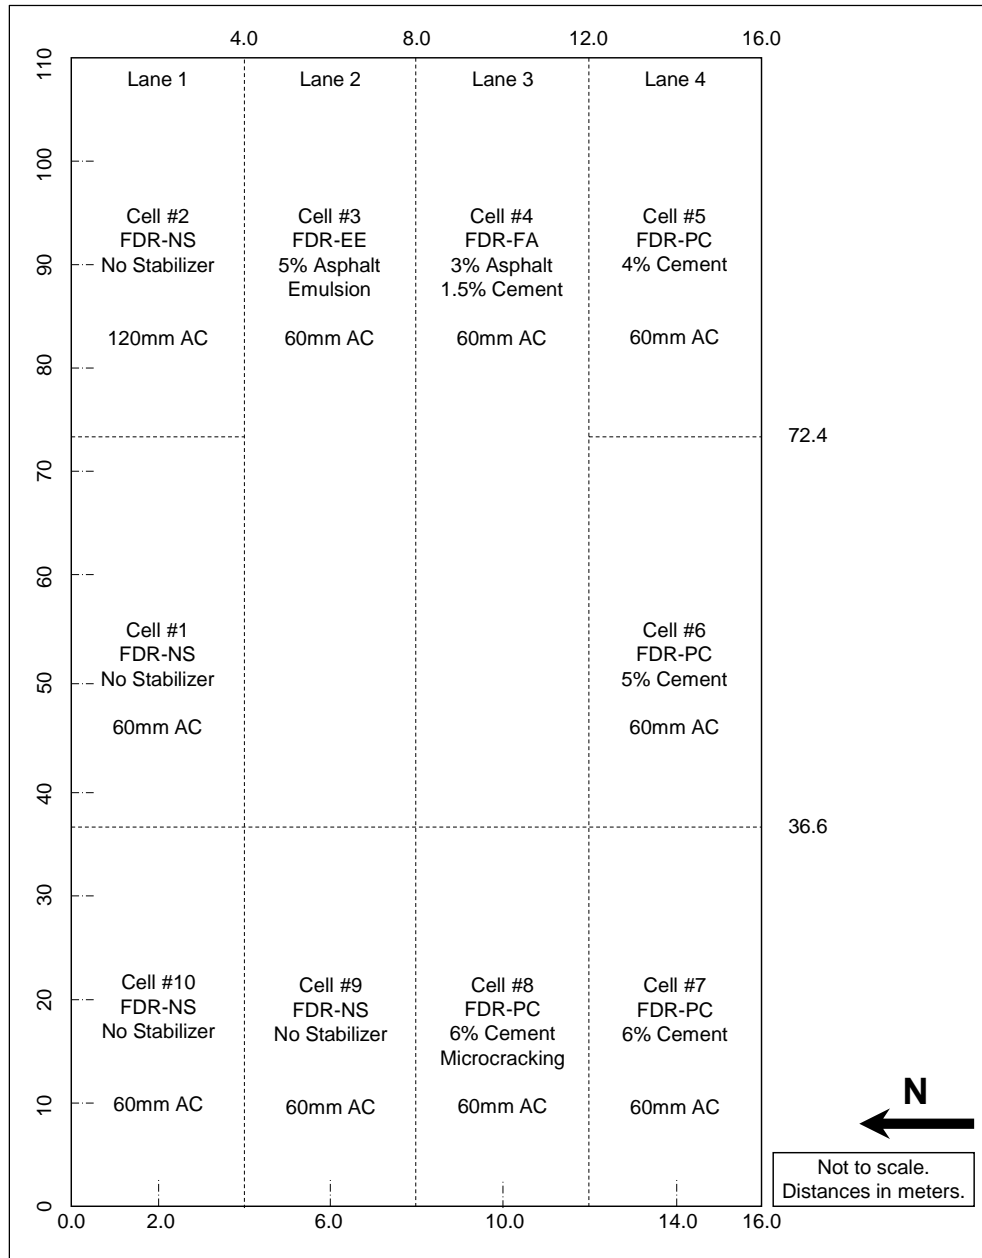 4.0 8.0 12.0 16.0
110
Lane 1 Lane 2 Lane 3 Lane 4
100
90
80
70
60
50
40
30
20
10
0
Cell #2
FDR-NS
No Stabilizer
120mm AC
Cell #3
FDR-EE
5% Asphalt
Emulsion
60mm AC
Cell #4
FDR-FA
3% Asphalt
1.5% Cement
60mm AC
Cell #5
FDR-PC
4% Cement
60mm AC
72.4
Cell #1
FDR-NS
No Stabilizer
60mm AC
Cell #6
FDR-PC
5% Cement
60mm AC
36.6
Cell #10
FDR-NS
No Stabilizer
60mm AC
Cell #9
FDR-NS
No Stabilizer
60mm AC
Cell #8
FDR-PC
6% Cement
Microcracking
60mm AC
Cell #7
FDR-PC
6% Cement
60mm AC
N
Not to scale.
Distances in meters.
0.0 2.0 6.0 10.0 14.0 16.0